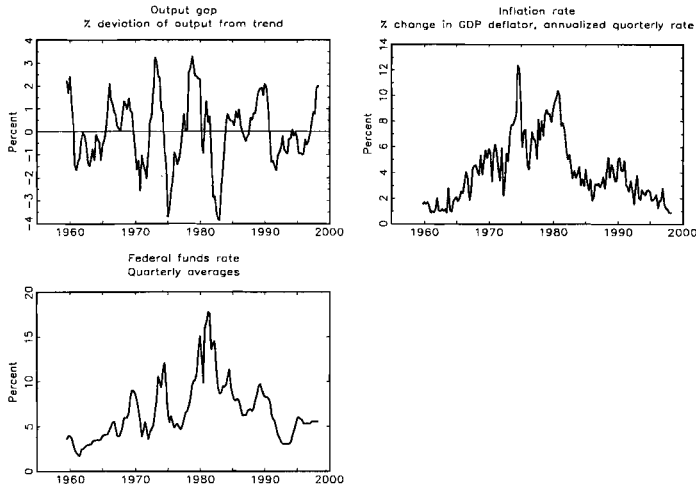 Output gap
% deviation of output from trend
Percent
4
3
2
1
0
−1
−2
−3
−4
1960 1970 1980 1990 2000
Inflation rate
% change in GDP deflator, annualized quarterly rate
Percent
14
12
10
8
6
4
2
0
1960 1970 1980 1990 2000
Federal funds rate
Quarterly averages
Percent
20
15
10
5
0
1960 1970 1980 1990 2000